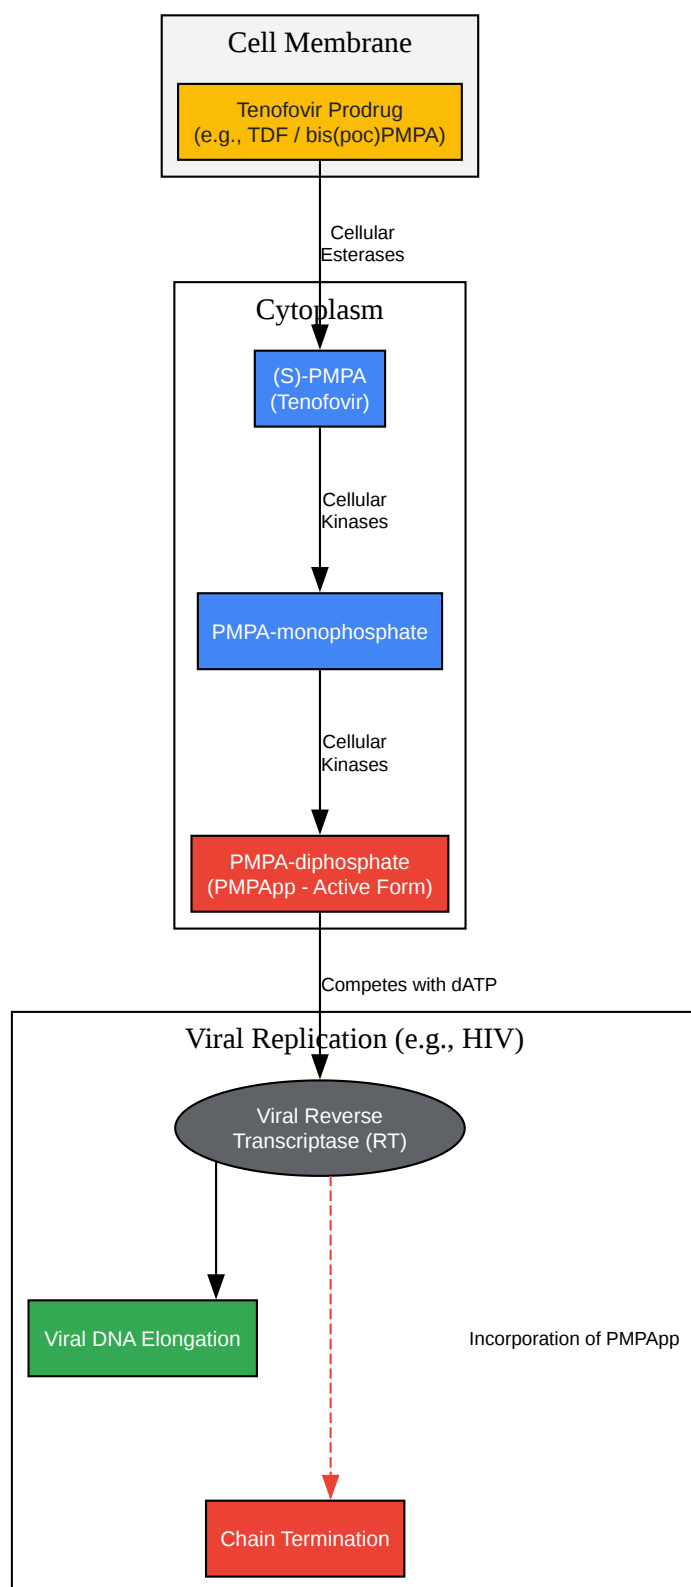 Cell Membrane
Tenofovir Prodrug
(e.g., TDF / bis(poc)PMPA)
Cellular
Esterases
Cytoplasm
(S)-PMPA
(Tenofovir)
Cellular
Kinases
PMPA-monophosphate
Cellular
Kinases
PMPA-diphosphate
(PMPApp - Active Form)
Competes with dATP
Viral Replication (e.g., HIV)
Viral Reverse
Transcriptase (RT)
Viral DNA Elongation
Incorporation of PMPApp
Chain Termination